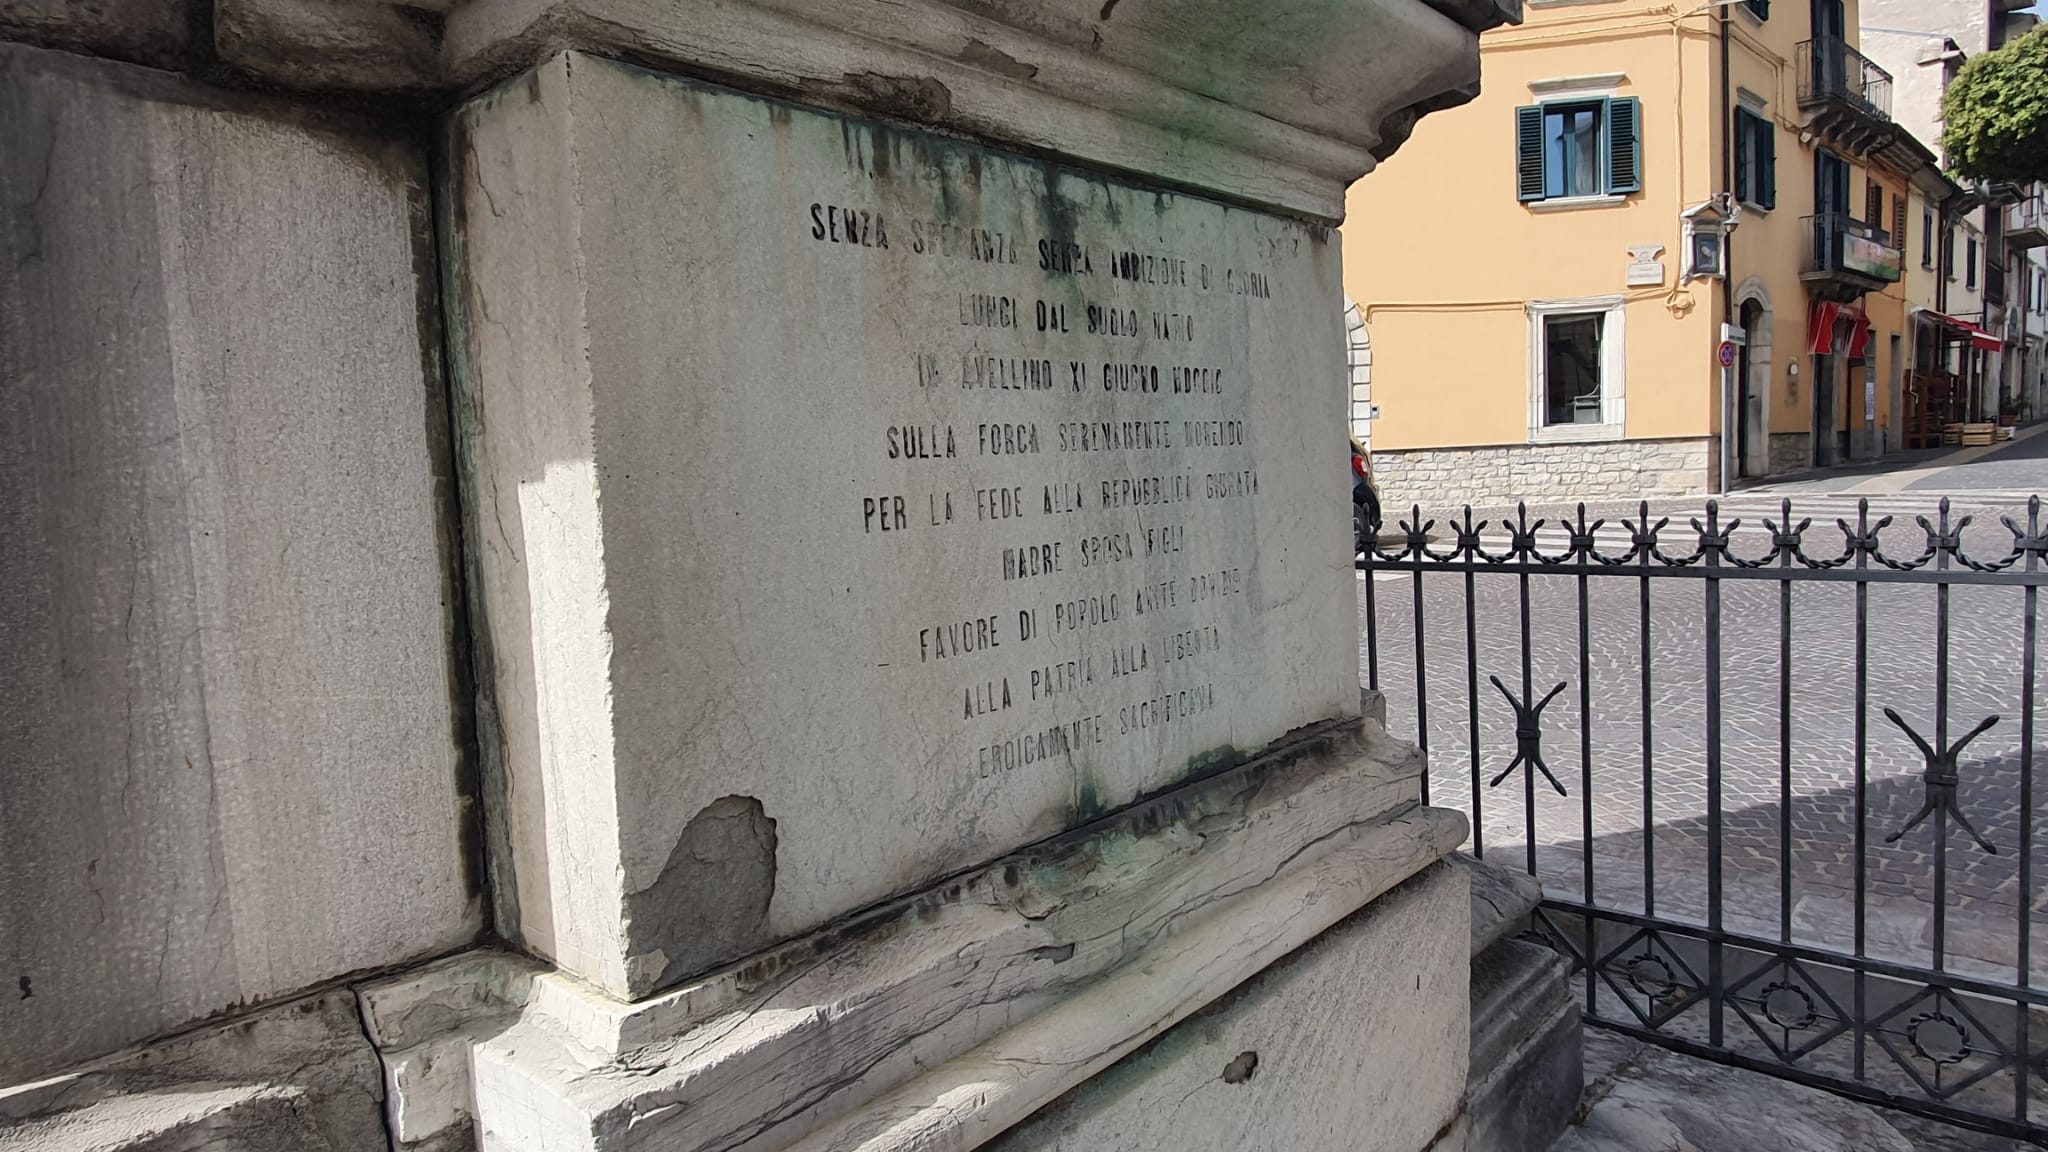 SENZA SPERANZA SENZA AMBIZIONE DI GLORIA
LUNGI DAL SUOLO NATIO
IN AVELLINO XI GIUGNO MDCCIC
SULLA FORCA SERENAMENTE MORENDO
PER LA FEDE ALLA REPUBBLICA GIURATA
MADRE SPOSA FIGLI
FAVORE DI POPOLO AVITE DOVIZIE
ALLA PATRIA ALLA LIBERTÀ
EROICAMENTE SACRIFICAVA